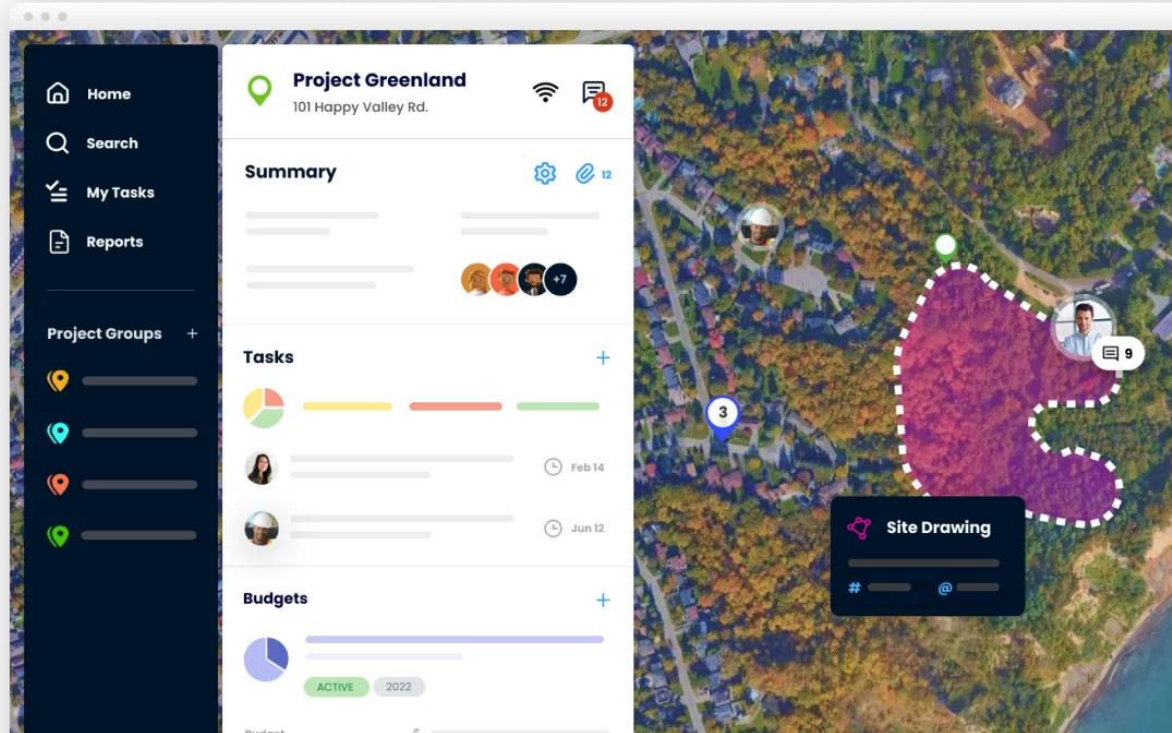 Home
Search
My Tasks
Reports
Project Groups +
Project Greenland
101 Happy Valley Rd.
12
Summary
12
+7
Tasks +
Feb 14
Jun 12
Budgets +
ACTIVE 2022
Budget
3
9
Site Drawing
# @